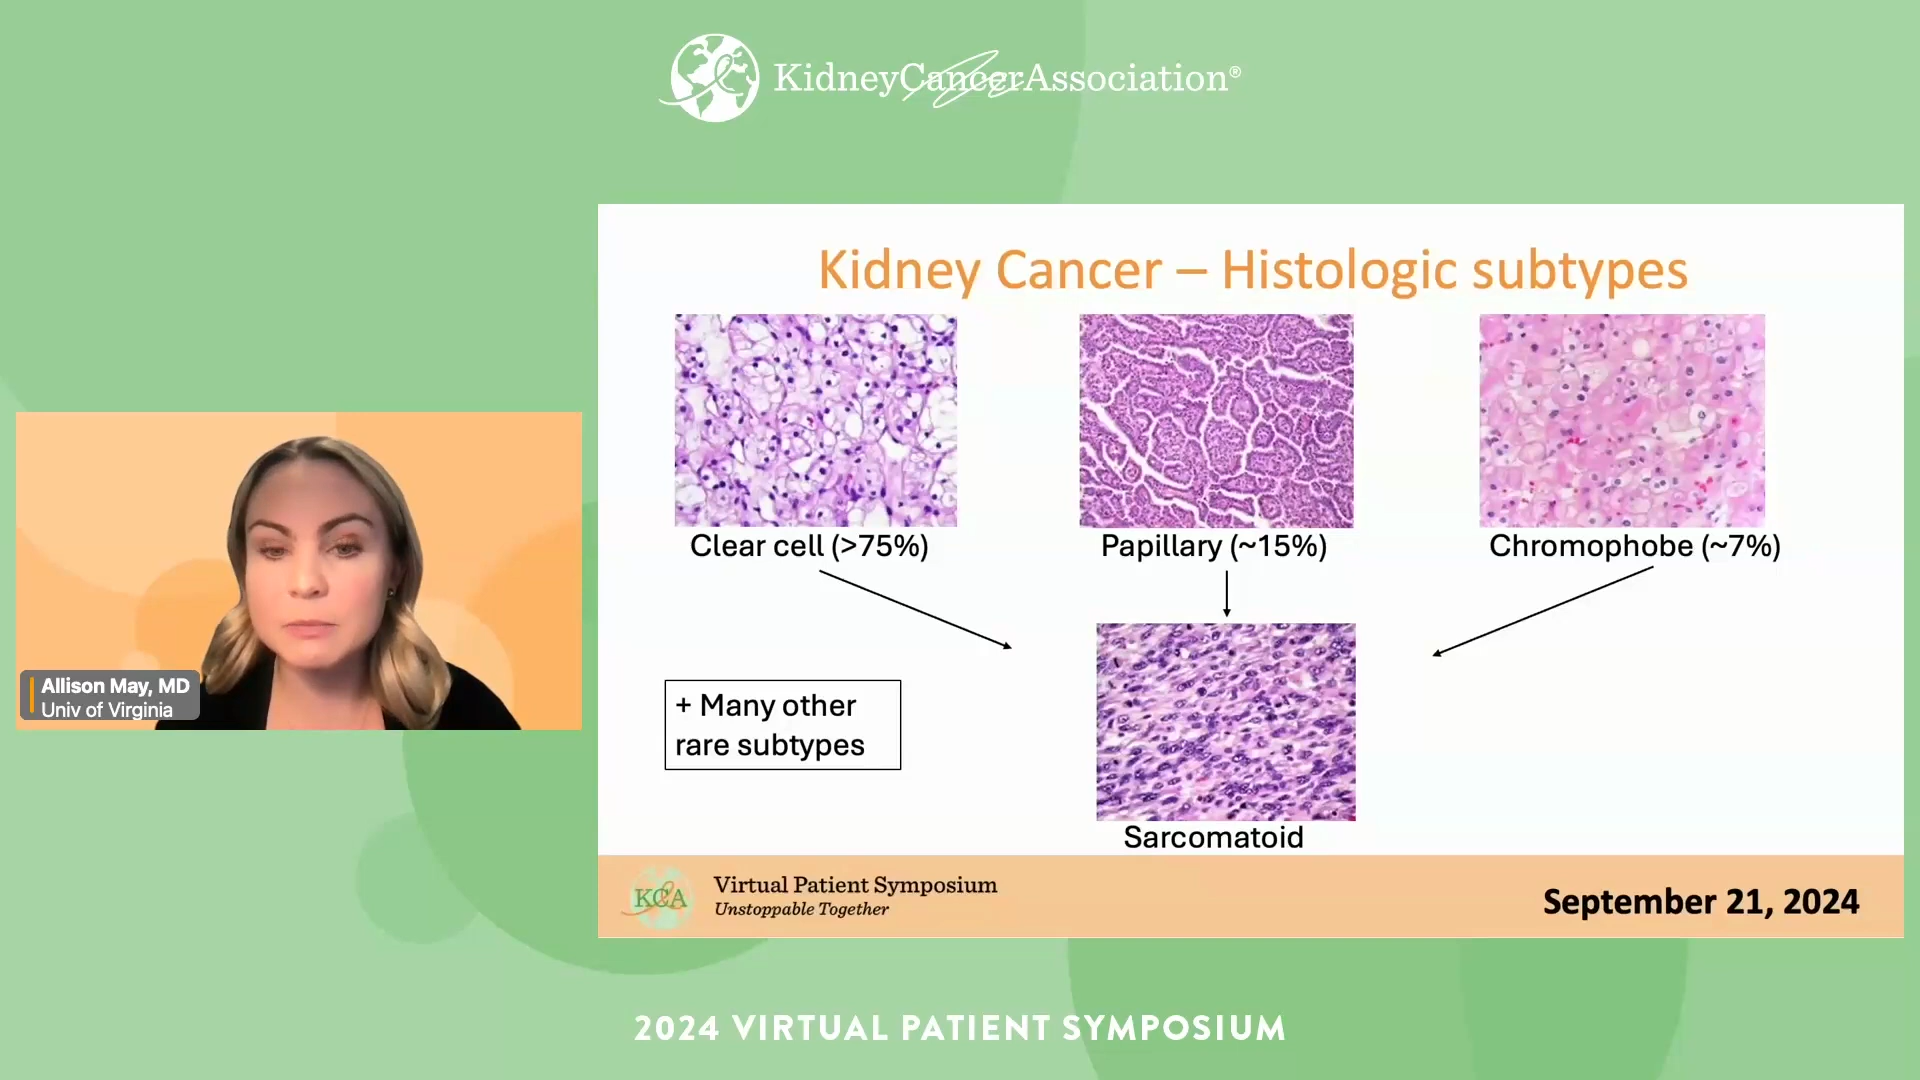 KidneyCancerAssociation®
Kidney Cancer – Histologic subtypes
Clear cell (>75%)
Papillary (~15%)
Chromophobe (~7%)
+ Many other
rare subtypes
Sarcomatoid
Allison May, MD
Univ of Virginia
KCA
Virtual Patient Symposium
Unstoppable Together
September 21, 2024
2024 VIRTUAL PATIENT SYMPOSIUM